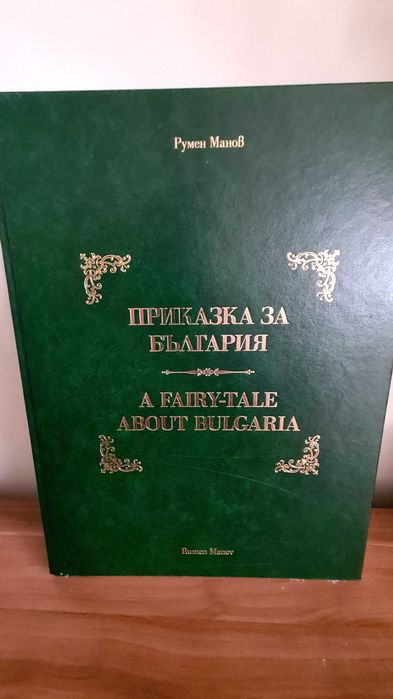 Румен Манов
ПРИКАЗКА ЗА
БЪЛГАРИЯ
A FAIRY-TALE
ABOUT BULGARIA
Rumen Manov